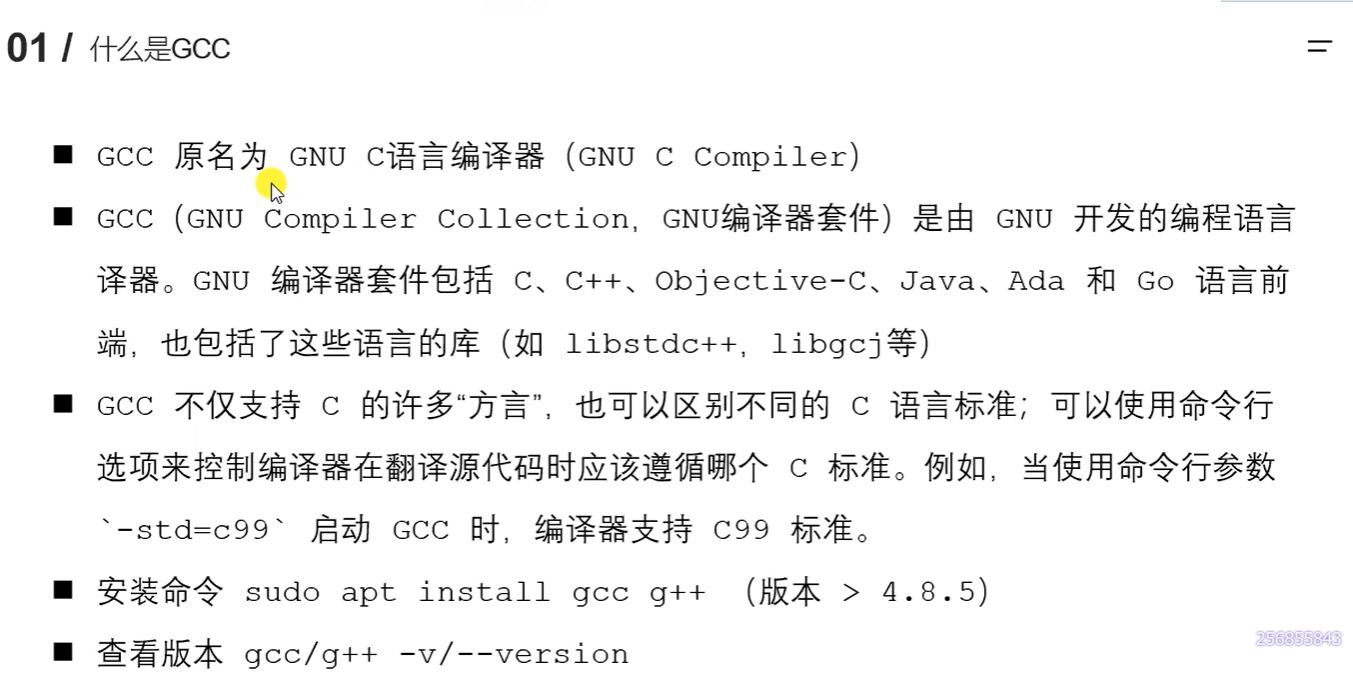 01 / 什么是GCC
■ GCC 原名为 GNU C语言编译器（GNU C Compiler）
■ GCC（GNU Compiler Collection，GNU编译器套件）是由 GNU 开发的编程语言
译器。GNU 编译器套件包括 C、C++、Objective-C、Java、Ada 和 Go 语言前
端，也包括了这些语言的库（如 libstdc++，libgcj等）
■ GCC 不仅支持 C 的许多“方言”，也可以区别不同的 C 语言标准；可以使用命令行
选项来控制编译器在翻译源代码时应该遵循哪个 C 标准。例如，当使用命令行参数
`-std=c99` 启动 GCC 时，编译器支持 C99 标准。
■ 安装命令 sudo apt install gcc g++ （版本 > 4.8.5）
■ 查看版本 gcc/g++ -v/--version
256855843